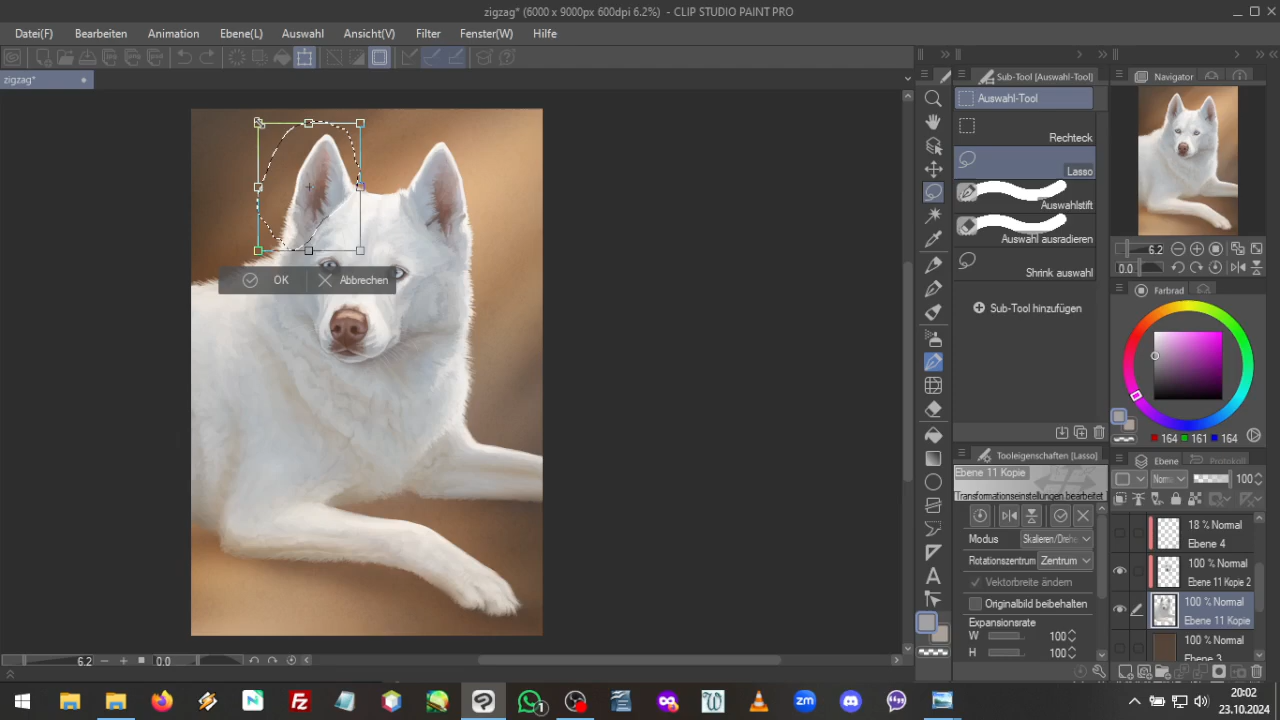 zigzag* (6000 x 9000px 600dpi 6.2%) - CLIP STUDIO PAINT PRO
Datei(F) Bearbeiten Animation Ebene(L) Auswahl Ansicht(V) Filter Fenster(W) Hilfe
zigzag*
Sub-Tool [Auswahl-Tool]
Auswahl-Tool
Rechteck
Lasso
Auswahlstift
Auswahl ausradieren
Shrink auswahl
Sub-Tool hinzufügen
OK Abbrechen
Navigator
6.2
0.0
Farbrad
164 161 164
Tooleigenschaften [Lasso]
Ebene 11 Kopie
Transformationseinstellungen bearbeitet
Modus Skalieren/Drehe
Rotationszentrum Zentrum
Vektorbreite ändern
Originalbild beibehalten
Expansionsrate
W 100
H 100
Ebene Protokoll
Norma 100
18 % Normal
Ebene 4
100 % Normal
Ebene 11 Kopie 2
100 % Normal
Ebene 11 Kopie
100 % Normal
Ebene 3
6.2 0.0
20:02
23.10.2024